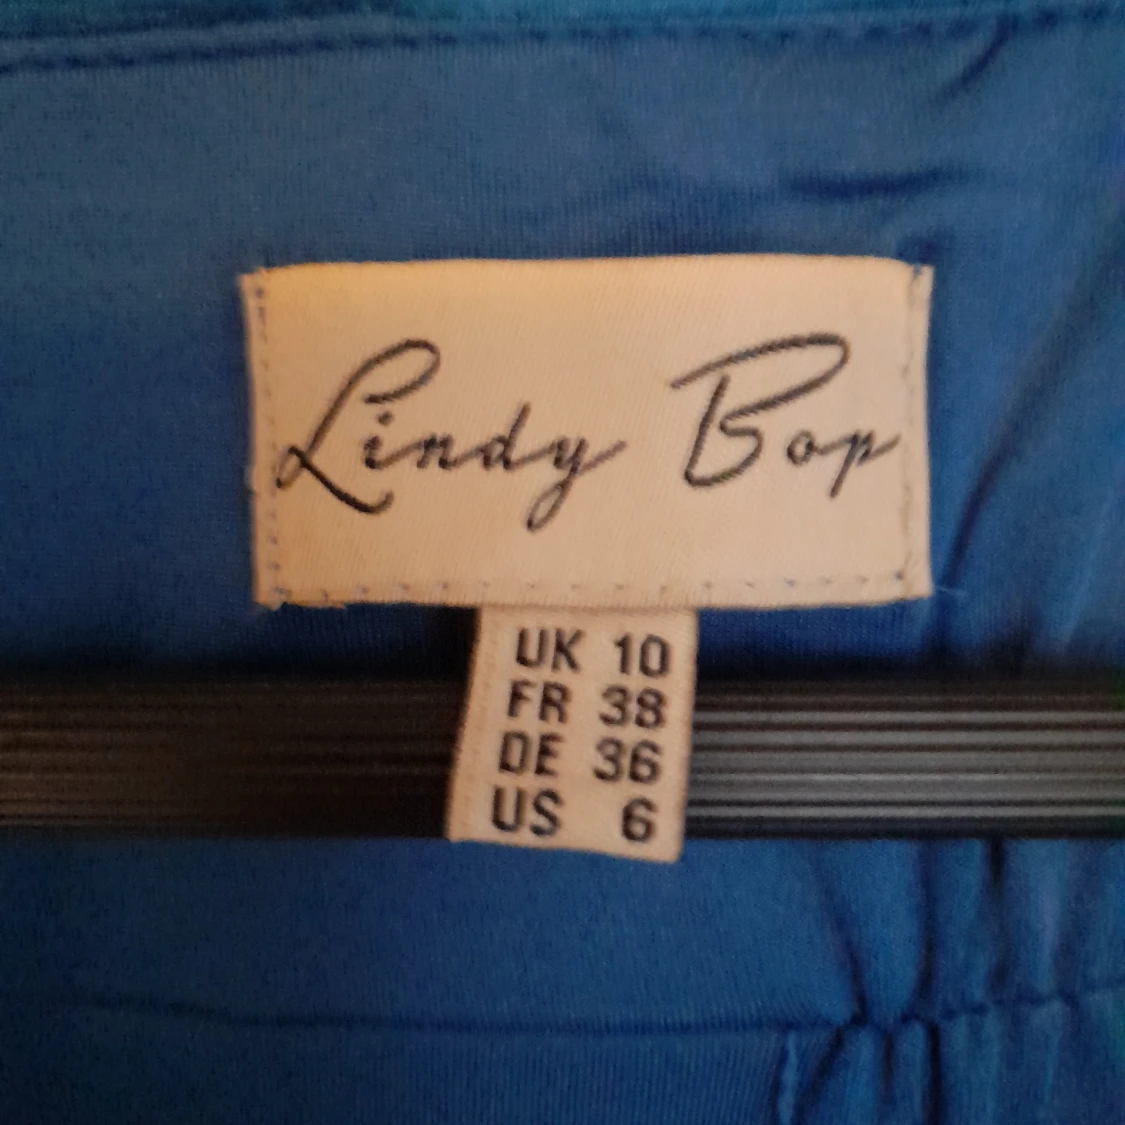 Lindy Bop
UK 10
FR 38
DE 36
US 6